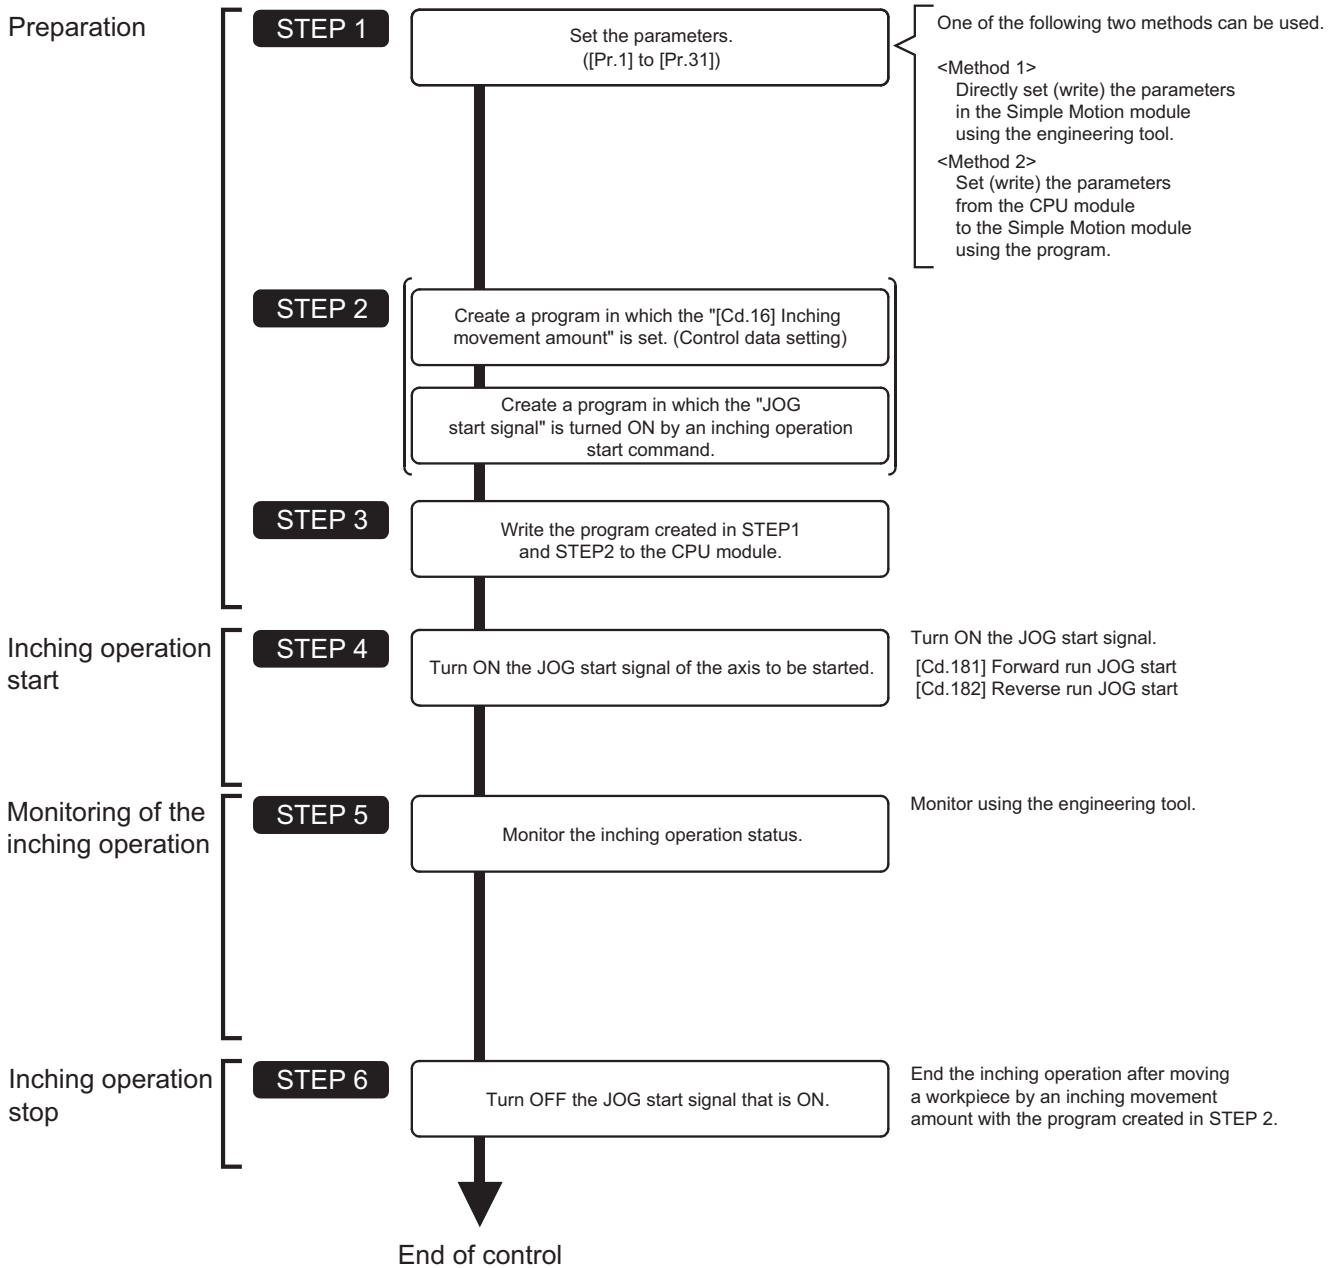 Preparation
STEP 1
Set the parameters.
([Pr.1] to [Pr.31])
One of the following two methods can be used.
<Method 1>
Directly set (write) the parameters
in the Simple Motion module
using the engineering tool.
<Method 2>
Set (write) the parameters
from the CPU module
to the Simple Motion module
using the program.
STEP 2
Create a program in which the "[Cd.16] Inching
movement amount" is set. (Control data setting)
Create a program in which the "JOG
start signal" is turned ON by an inching operation
start command.
STEP 3
Write the program created in STEP1
and STEP2 to the CPU module.
Inching operation
start
STEP 4
Turn ON the JOG start signal of the axis to be started.
Turn ON the JOG start signal.
[Cd.181] Forward run JOG start
[Cd.182] Reverse run JOG start
Monitoring of the
inching operation
STEP 5
Monitor the inching operation status.
Monitor using the engineering tool.
Inching operation
stop
STEP 6
Turn OFF the JOG start signal that is ON.
End the inching operation after moving
a workpiece by an inching movement
amount with the program created in STEP 2.
End of control